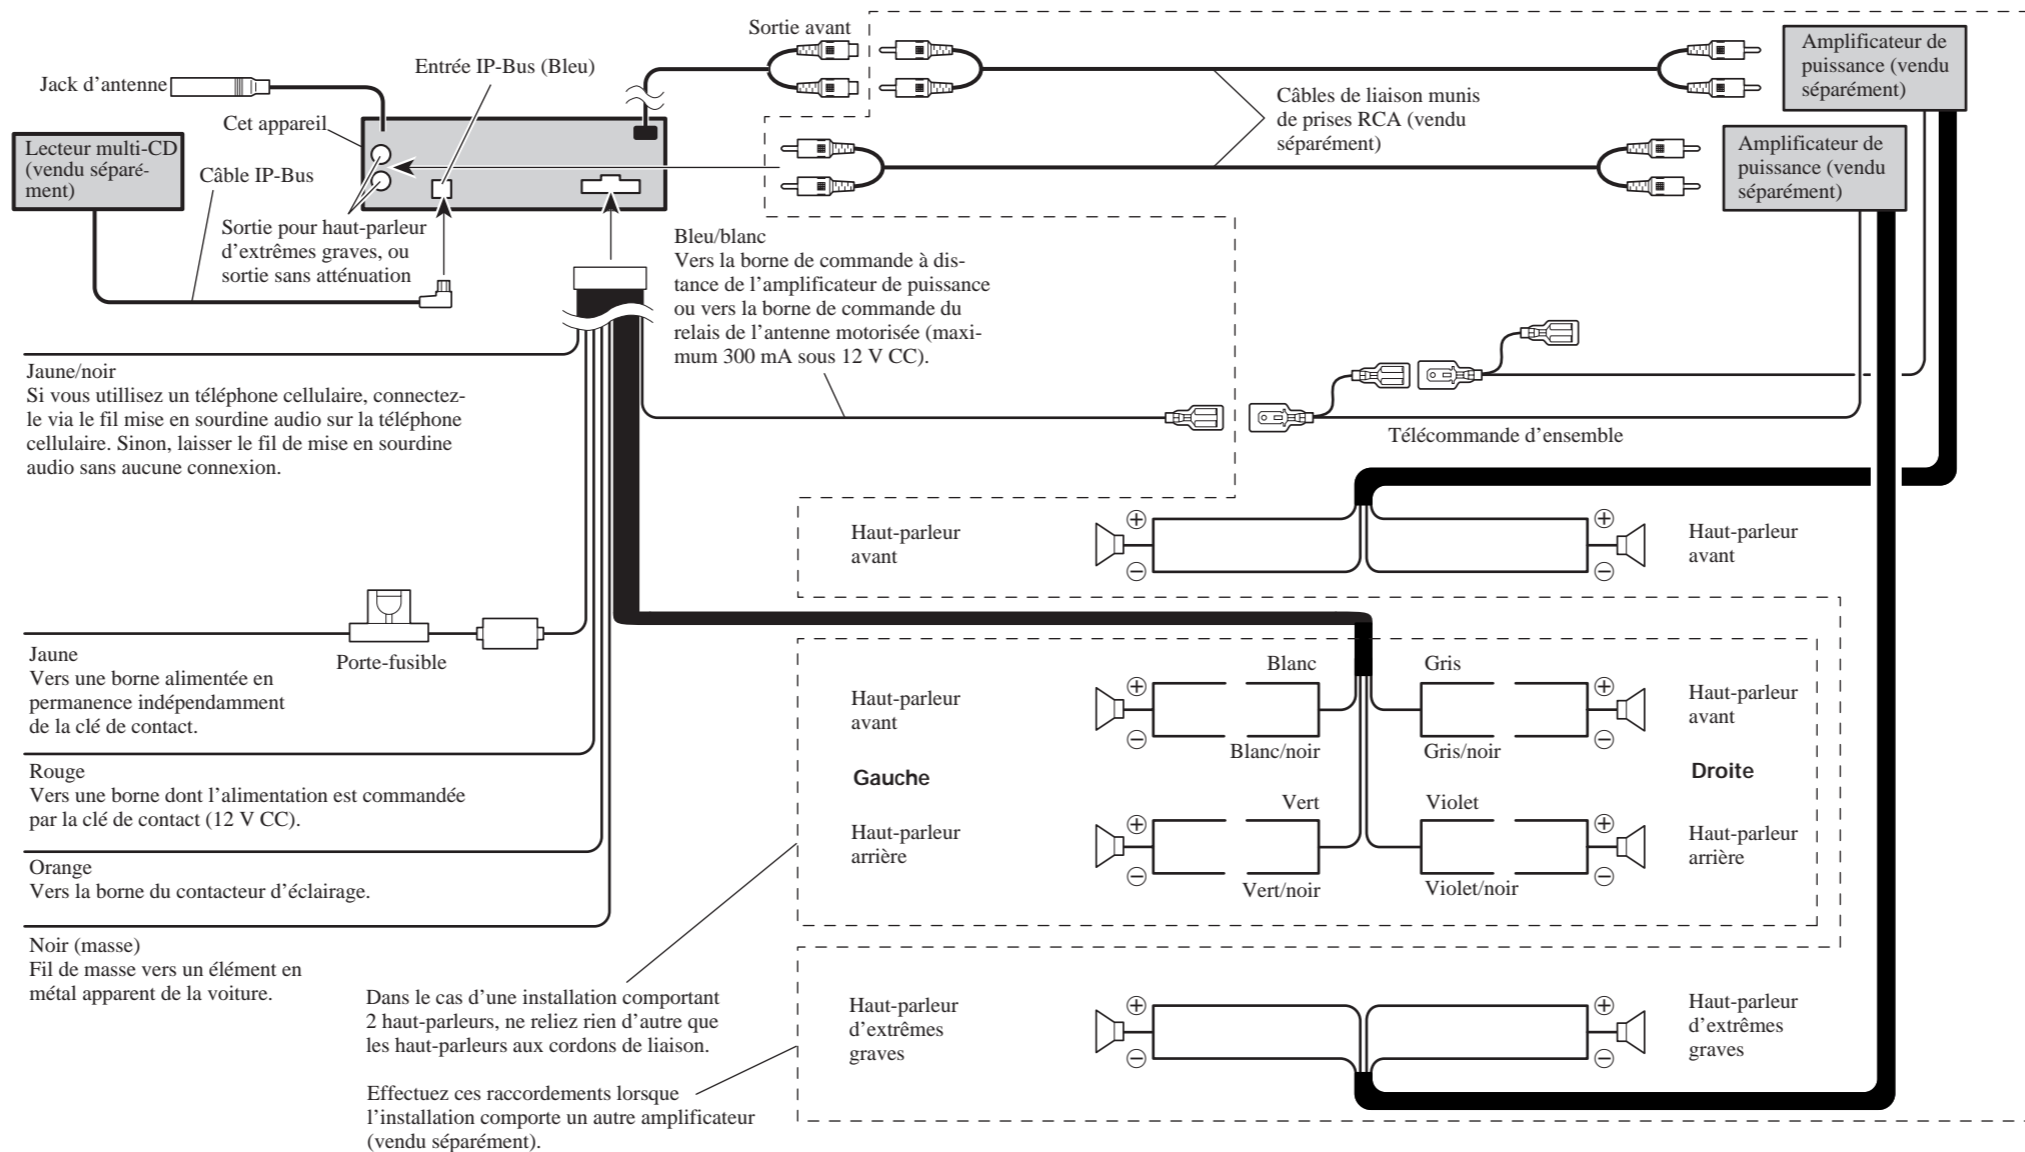 Sortie avant
Jack d’antenne
Entrée IP-Bus (Bleu)
Cet appareil
Lecteur multi-CD
(vendu séparé-
ment)
Câble IP-Bus
Sortie pour haut-parleur
d’extrêmes graves, ou
sortie sans atténuation
Câbles de liaison munis
de prises RCA (vendu
séparément)
Amplificateur de
puissance (vendu
séparément)
Amplificateur de
puissance (vendu
séparément)
Bleu/blanc
Vers la borne de commande à dis-
tance de l’amplificateur de puissance
ou vers la borne de commande du
relais de l’antenne motorisée (maxi-
mum 300 mA sous 12 V CC).
Télécommande d’ensemble
Jaune/noir
Si vous utilisez un téléphone cellulaire, connectez-
le via le fil mise en sourdine audio sur la téléphone
cellulaire. Sinon, laisser le fil de mise en sourdine
audio sans aucune connexion.
Porte-fusible
Jaune
Vers une borne alimentée en
permanence indépendamment
de la clé de contact.
Rouge
Vers une borne dont l’alimentation est commandée
par la clé de contact (12 V CC).
Orange
Vers la borne du contacteur d’éclairage.
Noir (masse)
Fil de masse vers un élément en
métal apparent de la voiture.
Haut-parleur
avant
+
−
+
−
Haut-parleur
avant
Haut-parleur
avant
+
−
Blanc
Blanc/noir
Gris
Gris/noir
+
−
Haut-parleur
avant
Gauche
Droite
Haut-parleur
arrière
+
−
Vert
Vert/noir
Violet
Violet/noir
+
−
Haut-parleur
arrière
Haut-parleur
d’extrêmes
graves
+
−
+
−
Haut-parleur
d’extrêmes
graves
Dans le cas d’une installation comportant
2 haut-parleurs, ne reliez rien d’autre que
les haut-parleurs aux cordons de liaison.
Effectuez ces raccordements lorsque
l’installation comporte un autre amplificateur
(vendu séparément).